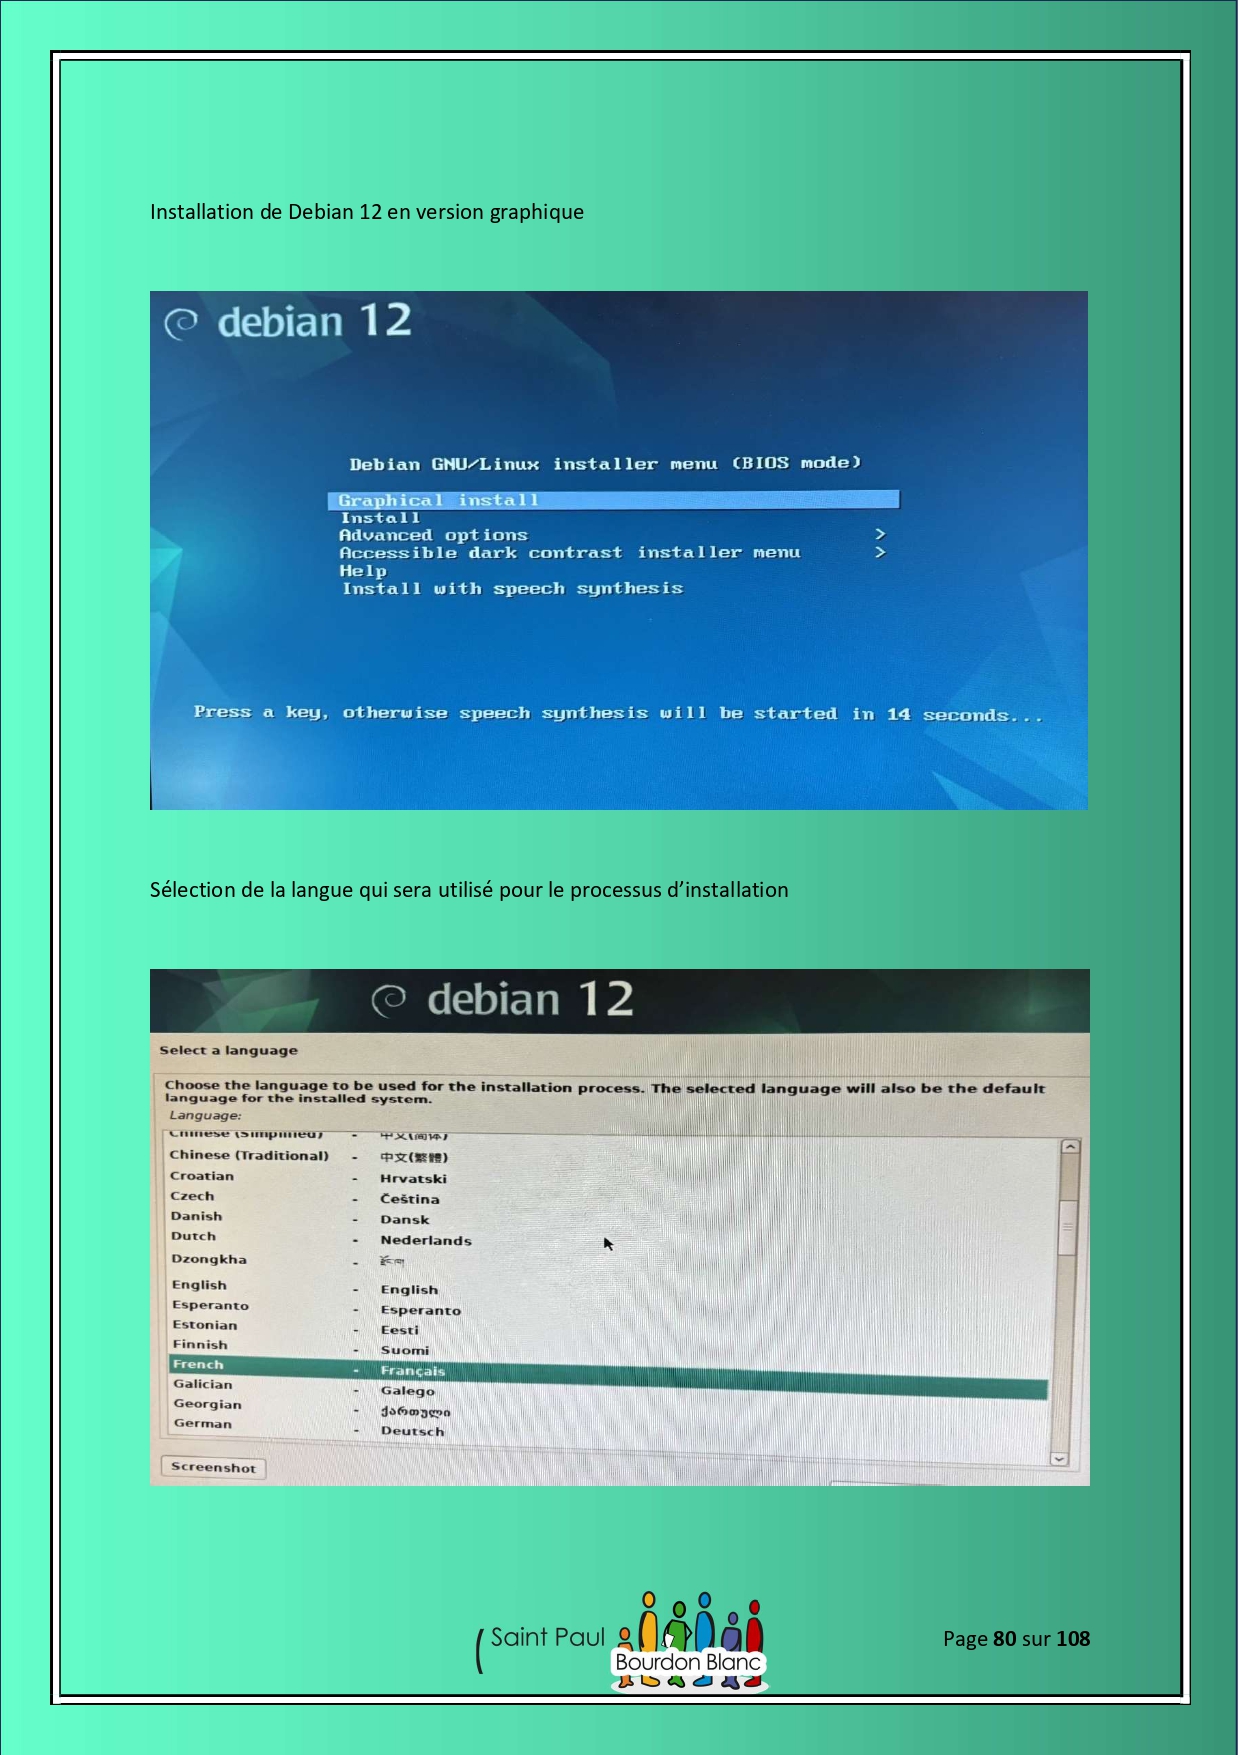 Installation de Debian 12 en version graphique
debian 12
Debian GNU/Linux installer menu (BIOS mode)
Graphical install
Install
Advanced options >
Accessible dark contrast installer menu >
Help
Install with speech synthesis
Press a key, otherwise speech synthesis will be started in 14 seconds...
Sélection de la langue qui sera utilisé pour le processus d’installation
debian 12
Select a language
Choose the language to be used for the installation process. The selected language will also be the default
language for the installed system.
Language:
Chinese (Simplified) - 中文(简体)
Chinese (Traditional) - 中文(繁體)
Croatian - Hrvatski
Czech - Čeština
Danish - Dansk
Dutch - Nederlands
Dzongkha -
English - English
Esperanto - Esperanto
Estonian - Eesti
Finnish - Suomi
French - Français
Galician - Galego
Georgian - ქართული
German - Deutsch
Screenshot
Saint Paul
Bourdon Blanc
Page 80 sur 108